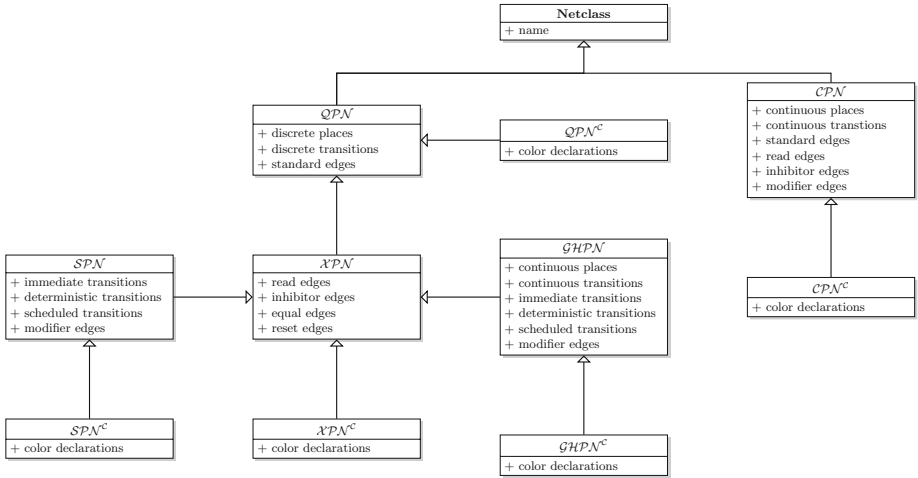 Netclass
+ name
QPN
+ discrete places
+ discrete transitions
+ standard edges
QPN^C
+ color declarations
CPN
+ continuous places
+ continuous transtions
+ standard edges
+ read edges
+ inhibitor edges
+ modifier edges
SPN
+ immediate transitions
+ deterministic transitions
+ scheduled transitions
+ modifier edges
XPN
+ read edges
+ inhibitor edges
+ equal edges
+ reset edges
GHPN
+ continuous places
+ continuous transitions
+ immediate transitions
+ deterministic transitions
+ scheduled transitions
+ modifier edges
CPN^C
+ color declarations
SPN^C
+ color declarations
XPN^C
+ color declarations
GHPN^C
+ color declarations